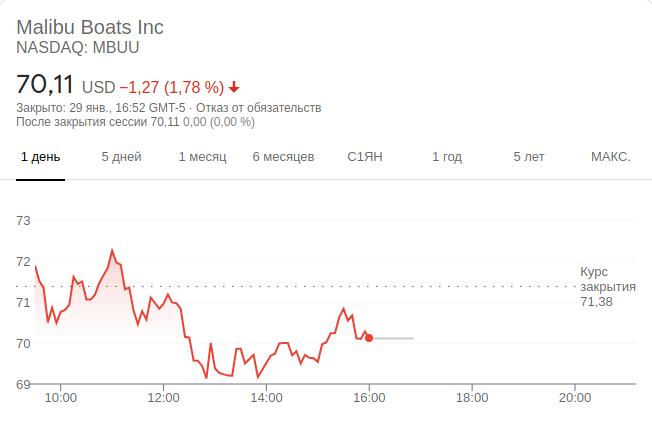 Malibu Boats Inc
NASDAQ: MBUU
70,11 USD −1,27 (1,78 %)
Закрыто: 29 янв., 16:52 GMT-5 · Отказ от обязательств
После закрытия сессии 70,11 0,00 (0,00 %)
1 день 5 дней 1 месяц 6 месяцев С1ЯН 1 год 5 лет МАКС.
73
72
Курс
закрытия
71,38
71
70
69
10:00 12:00 14:00 16:00 18:00 20:00